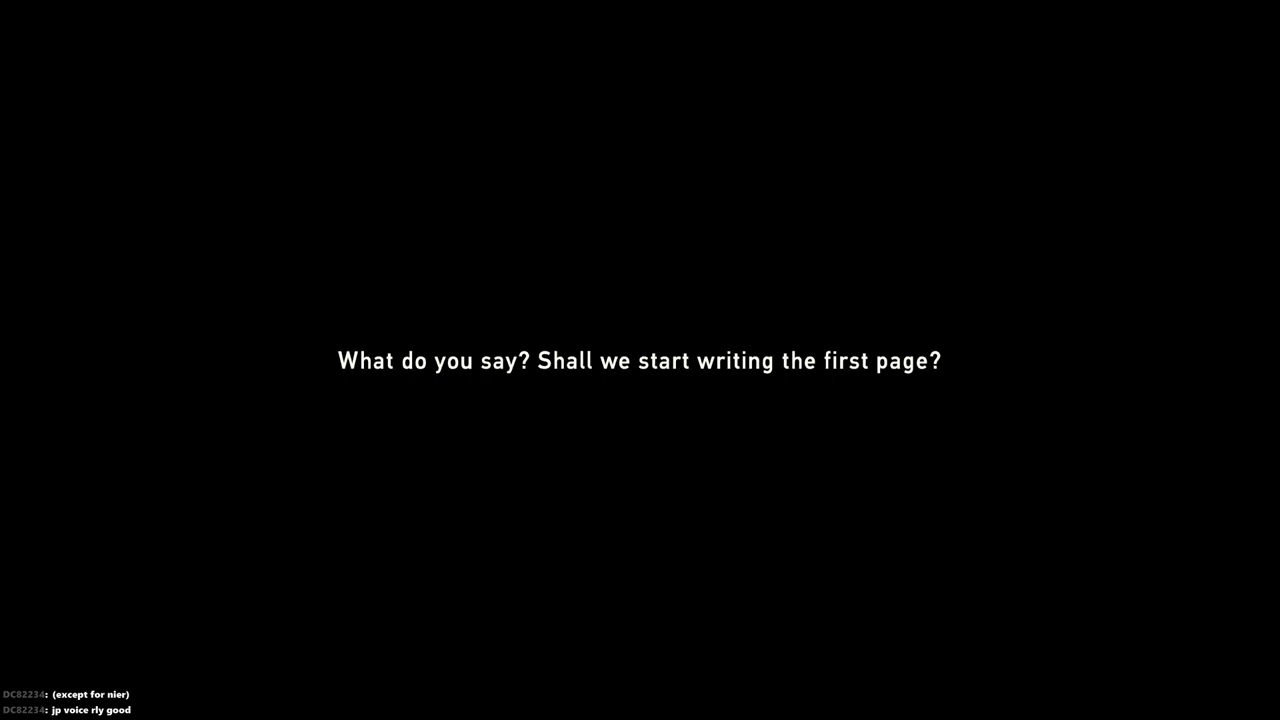 What do you say? Shall we start writing the first page?
DC82234: (except for nier)
DC82234: jp voice rly good